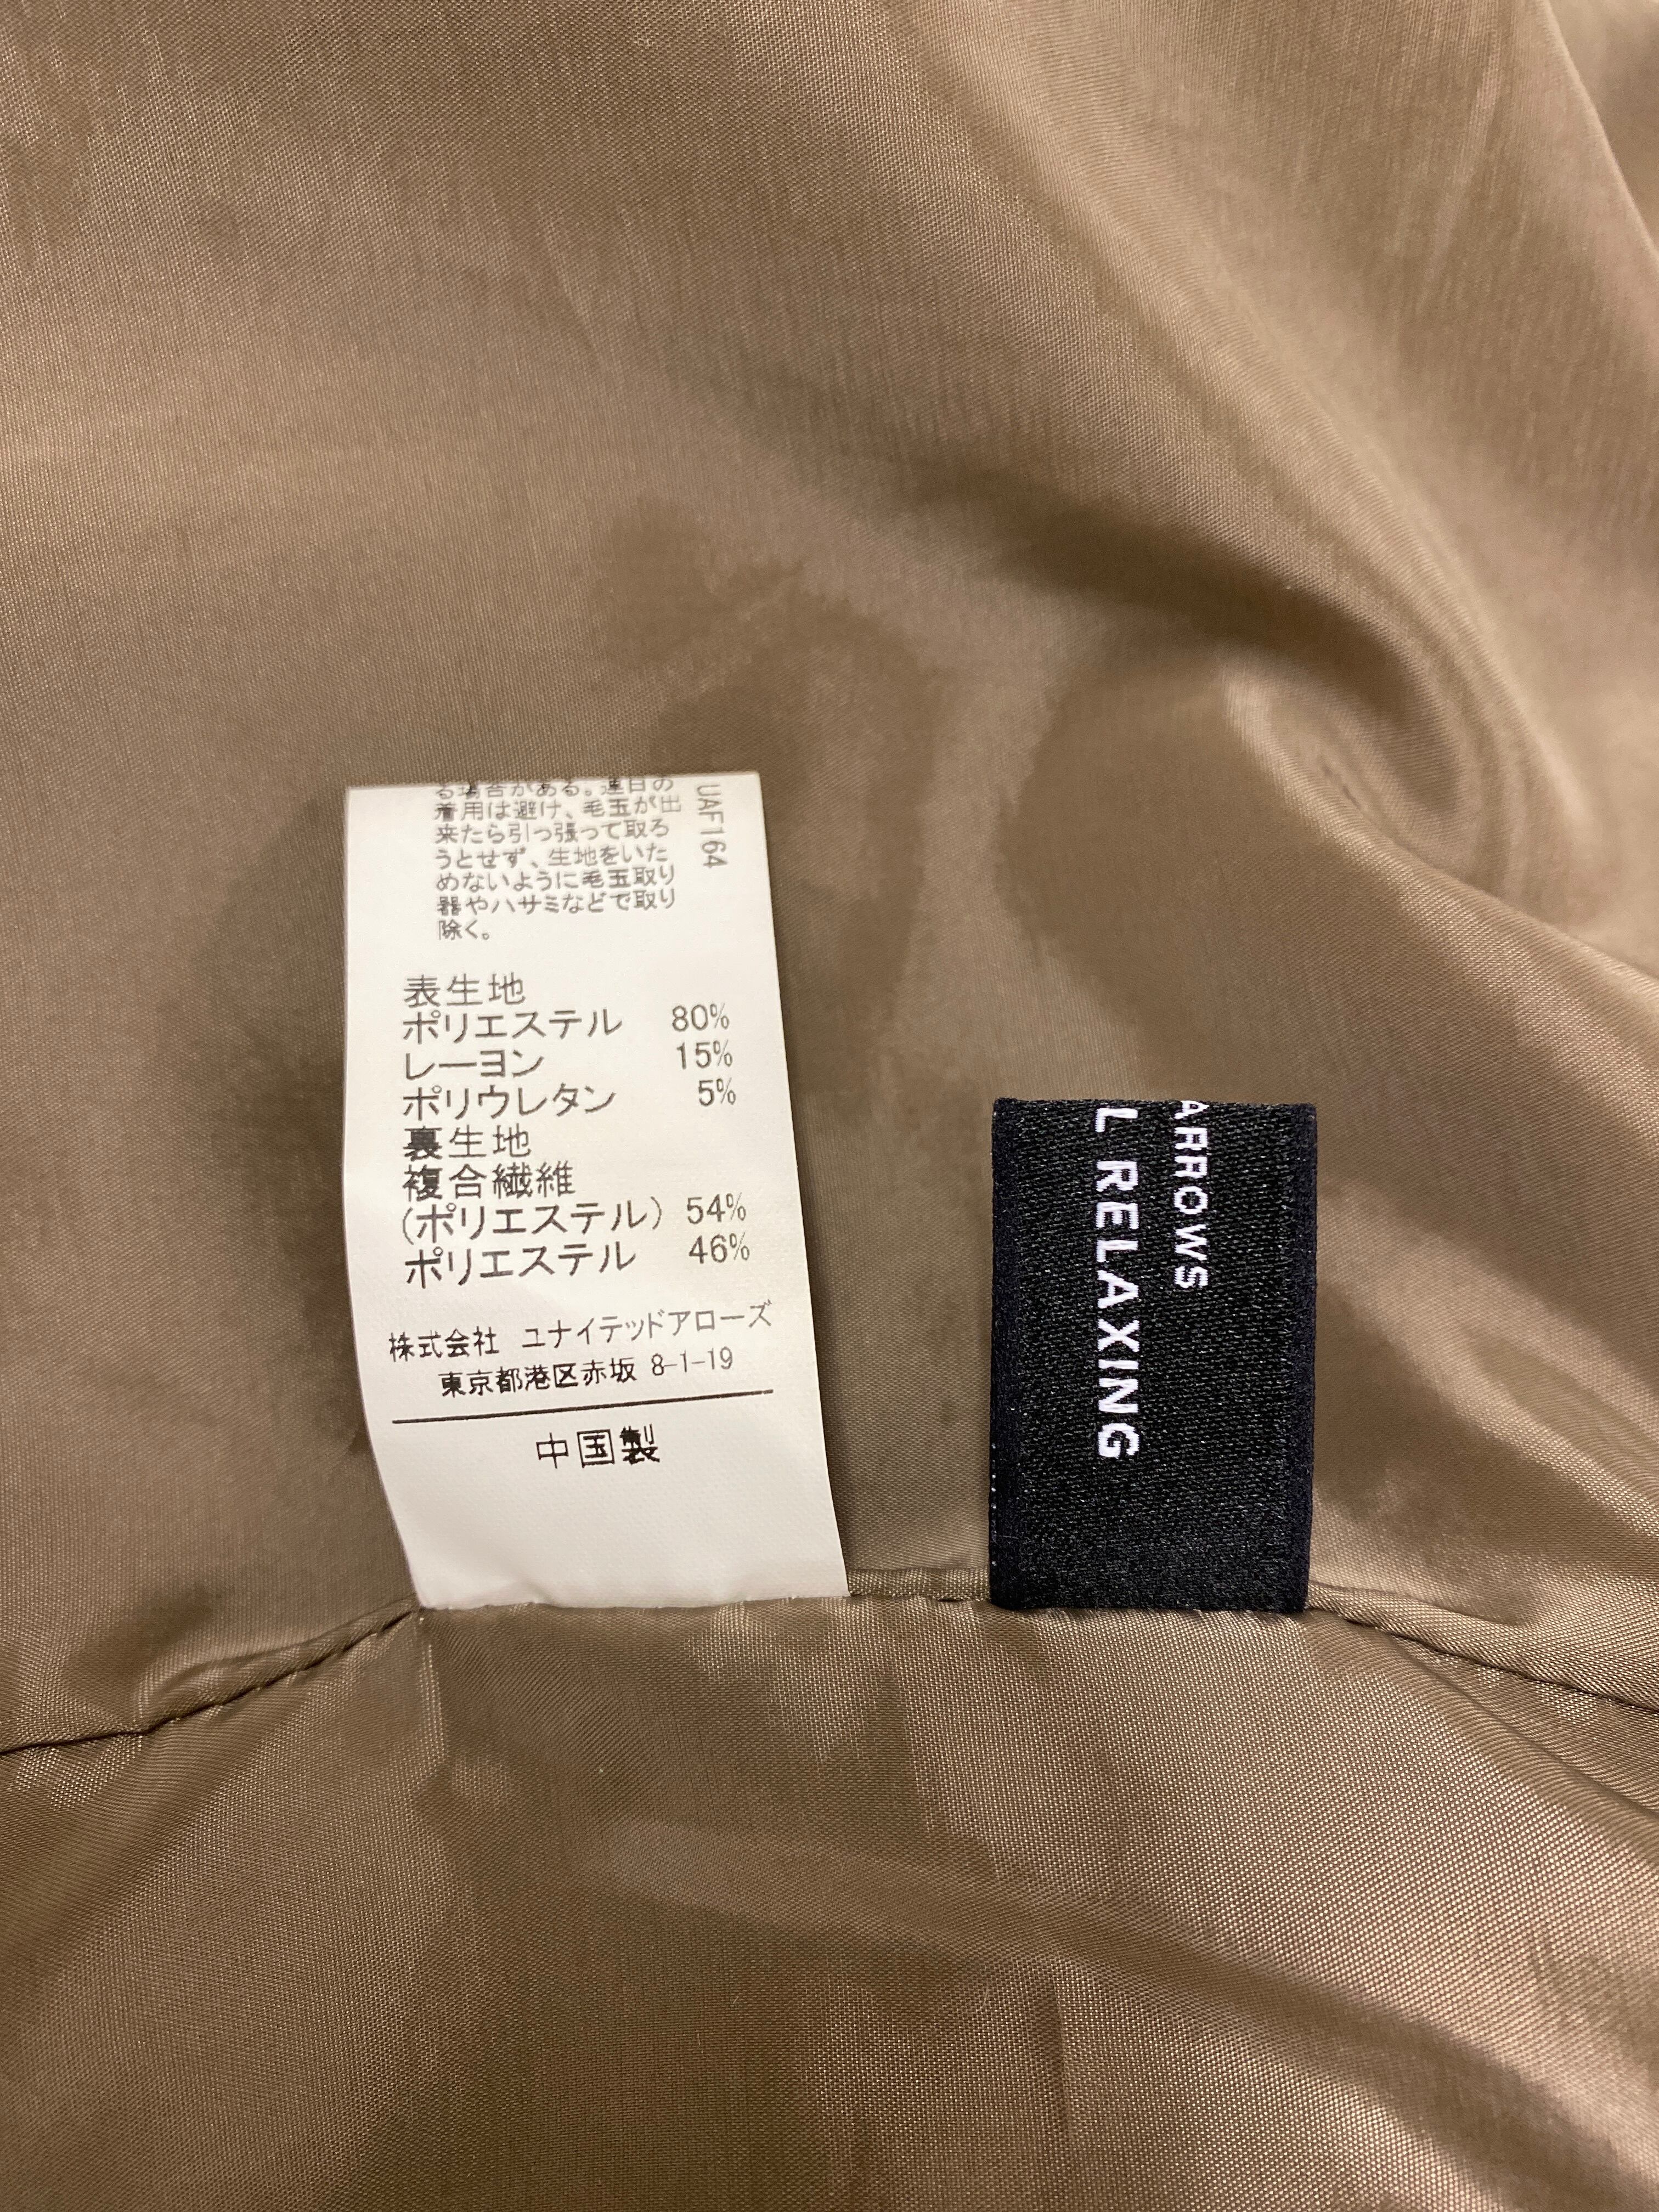 る場合がある。連日の
着用は避け、毛玉が出
来たら引っ張って取ろ
うとせず、生地をいた
めないように毛玉取り
器やハサミなどで取り
除く。
UAF164
表生地
ポリエステル 80%
レーヨン 15%
ポリウレタン 5%
裏生地
複合繊維
(ポリエステル) 54%
ポリエステル 46%
株式会社 ユナイテッドアローズ
東京都港区赤坂 8-1-19
中国製
ARROWS
L RELAXING